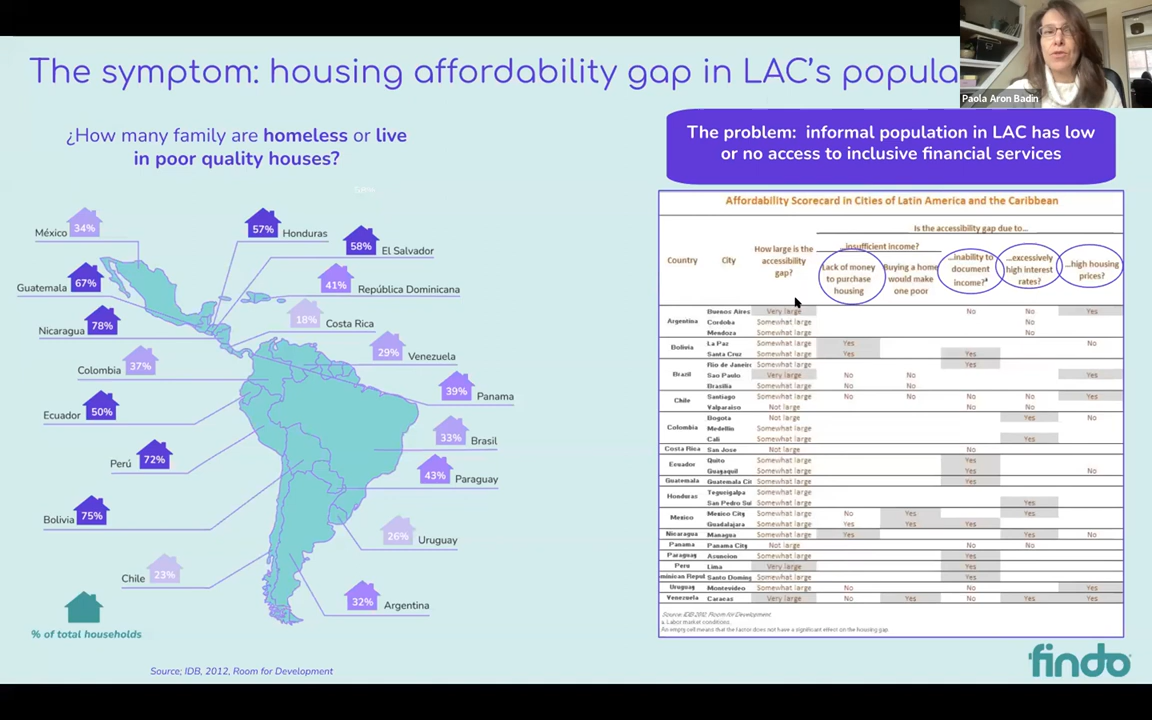 The symptom: housing affordability gap in LAC's popula
Paola Aron Badin
¿How many family are homeless or live
in poor quality houses?
México 34%
Guatemala 67%
Nicaragua 78%
Colombia 37%
Ecuador 50%
Perú 72%
Bolivia 75%
Chile 23%
57% Honduras
58% El Salvador
41% República Dominicana
18% Costa Rica
29% Venezuela
39% Panama
33% Brasil
43% Paraguay
26% Uruguay
32% Argentina
% of total households
Source; IDB, 2012, Room for Development
The problem: informal population in LAC has low
or no access to inclusive financial services
Affordability Scorecard in Cities of Latin America and the Caribbean
Is the accessibility gap due to...
...insufficient income?
Country City How large is the accessibility gap? Lack of money to purchase housing Buying a home would make one poor ...inability to document income?ª ...excessively high interest rates? ...high housing prices?
Argentina Buenos Aires Very large No No Yes
Cordoba Somewhat large No
Mendoza Somewhat large No
Bolivia La Paz Somewhat large Yes No
Santa Cruz Somewhat large Yes Yes
Brazil Rio de Janeiro Somewhat large Yes
Sao Paulo Very large No No Yes
Brasilia Somewhat large No No
Chile Santiago Somewhat large No No No No Yes
Valparaiso Not large No No
Colombia Bogota Not large Yes No
Medellin Somewhat large
Cali Somewhat large Yes
Costa Rica San Jose Not large No
Ecuador Quito Somewhat large Yes
Guayaquil Somewhat large Yes No
Guatemala Guatemala Cit Somewhat large Yes
Honduras Tegucigalpa Somewhat large
San Pedro Sul Somewhat large Yes
Mexico Mexico City Somewhat large No Yes Yes
Guadalajara Somewhat large Yes Yes Yes
Nicaragua Managua Somewhat large Yes Yes No
Panama Panama City Not large No No
Paraguay Asuncion Somewhat large Yes
Peru Lima Very large Yes
minican Repul Santo Doming Somewhat large Yes
Uruguay Montevideo Somewhat large No No Yes
Venezuela Caracas Very large No Yes No Yes Yes
Source: IDB 2012, Room for Development
a. Labor market conditions.
An empty cell means that the factor does not have a significant effect on the housing gap.
findo